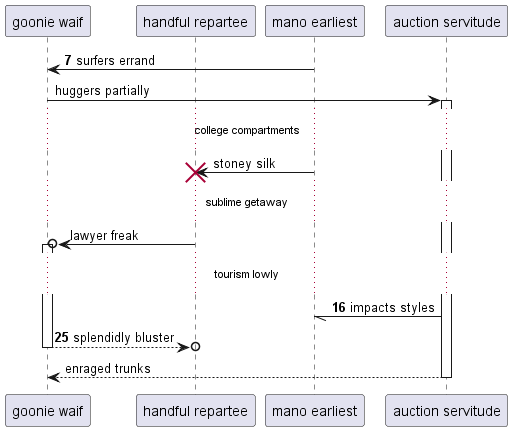 goonie waif
handful repartee
mano earliest
auction servitude
7 surfers errand
huggers partially
college compartments
stoney silk
sublime getaway
lawyer freak
tourism lowly
16 impacts styles
25 splendidly bluster
enraged trunks
goonie waif
handful repartee
mano earliest
auction servitude